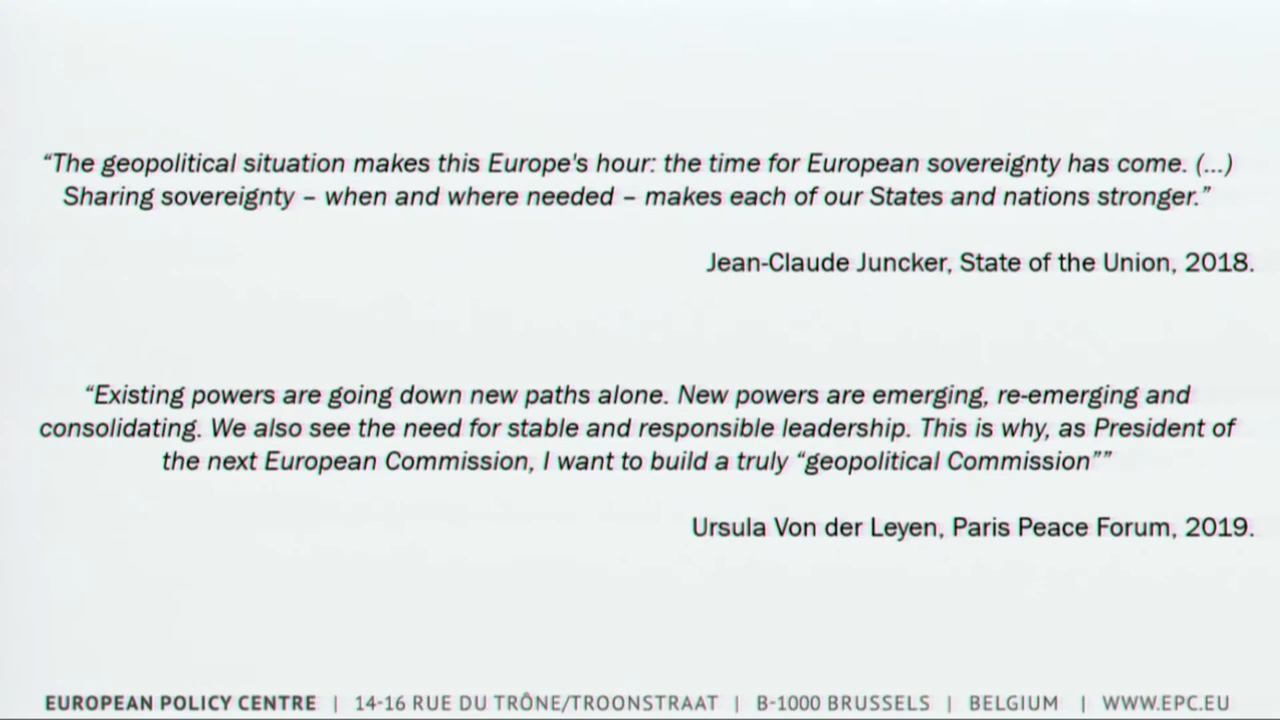 “The geopolitical situation makes this Europe's hour: the time for European sovereignty has come. (...)
Sharing sovereignty – when and where needed – makes each of our States and nations stronger.”
Jean-Claude Juncker, State of the Union, 2018.
“Existing powers are going down new paths alone. New powers are emerging, re-emerging and
consolidating. We also see the need for stable and responsible leadership. This is why, as President of
the next European Commission, I want to build a truly “geopolitical Commission””
Ursula Von der Leyen, Paris Peace Forum, 2019.
EUROPEAN POLICY CENTRE | 14-16 RUE DU TRÔNE/TROONSTRAAT | B-1000 BRUSSELS | BELGIUM | WWW.EPC.EU